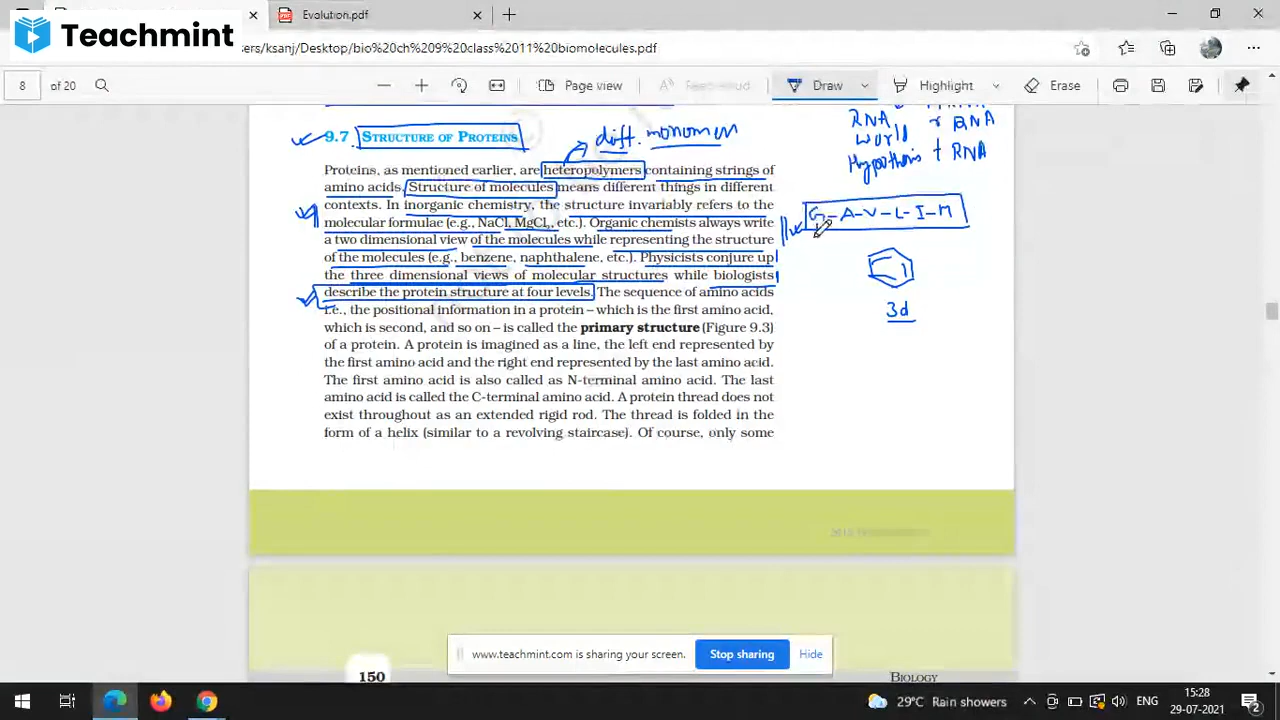 Evalution.pdf
Teachmint
ers/ksanj/Desktop/bio%20ch%209%20class%2011%20biomolecules.pdf
8 of 20
Page view
Read aloud
Draw
Highlight
Erase
RNA
world r RNA
Hypothesis t RNA
9.7 STRUCTURE OF PROTEINS
diff. monomers
Proteins, as mentioned earlier, are heteropolymers containing strings of
amino acids. Structure of molecules means different things in different
contexts. In inorganic chemistry, the structure invariably refers to the
molecular formulae (e.g., NaCl, MgCl2, etc.). Organic chemists always write
a two dimensional view of the molecules while representing the structure
of the molecules (e.g., benzene, naphthalene, etc.). Physicists conjure up
the three dimensional views of molecular structures while biologists
describe the protein structure at four levels. The sequence of amino acids
i.e., the positional information in a protein – which is the first amino acid,
which is second, and so on – is called the primary structure (Figure 9.3)
of a protein. A protein is imagined as a line, the left end represented by
the first amino acid and the right end represented by the last amino acid.
The first amino acid is also called as N-terminal amino acid. The last
amino acid is called the C-terminal amino acid. A protein thread does not
exist throughout as an extended rigid rod. The thread is folded in the
form of a helix (similar to a revolving staircase). Of course, only some
G-A-V-L-I-M
3d
150
BIOLOGY
www.teachmint.com is sharing your screen.
Stop sharing
Hide
29°C Rain showers
ENG
15:28
29-07-2021
2